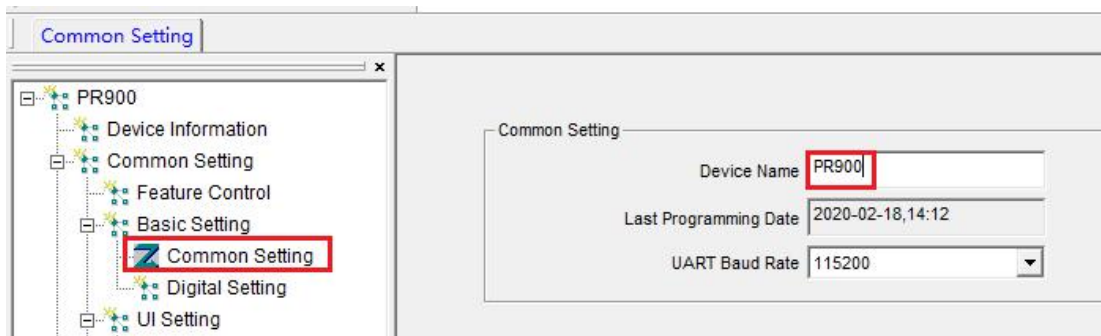 Common Setting
x
PR900
Device Information
Common Setting
Feature Control
Basic Setting
Common Setting
Digital Setting
UI Setting
Common Setting
Device Name PR900
Last Programming Date 2020-02-18,14:12
UART Baud Rate 115200